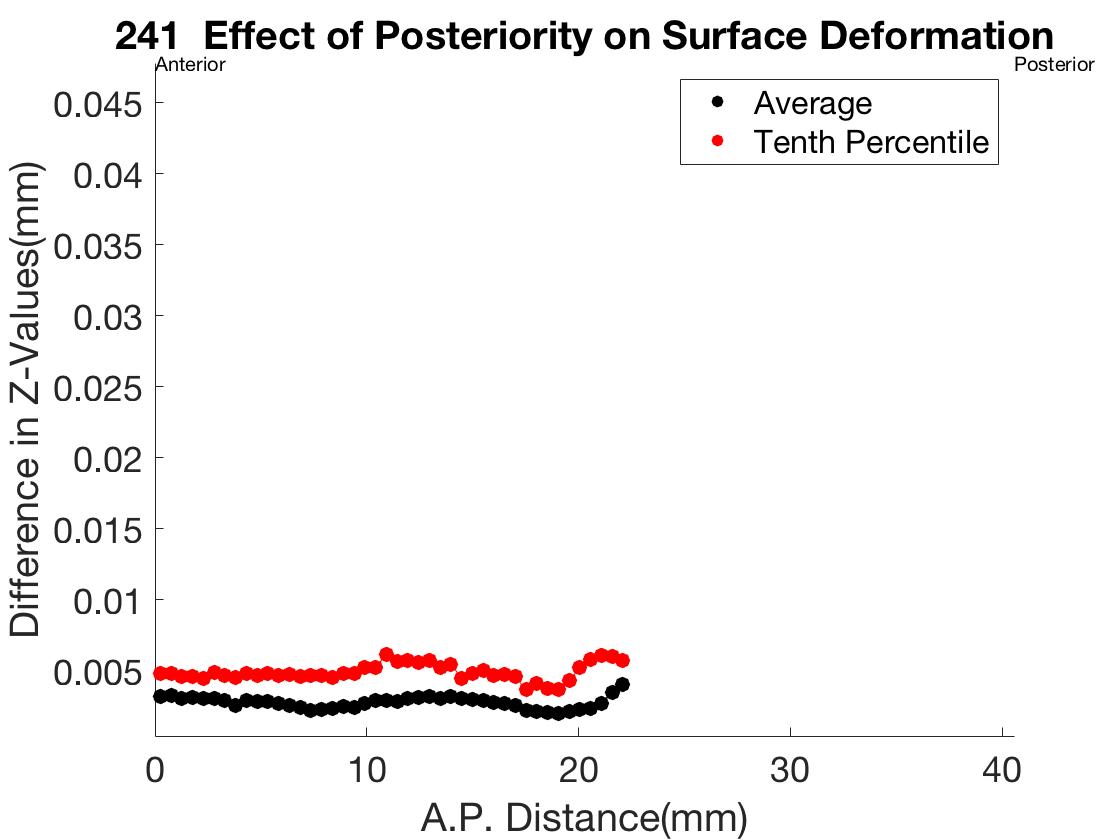 241 Effect of Posteriority on Surface Deformation
Anterior
Posterior
Average
Tenth Percentile
0.045
0.04
0.035
0.03
0.025
0.02
0.015
0.01
0.005
Difference in Z-Values(mm)
0
10
20
30
40
A.P. Distance(mm)